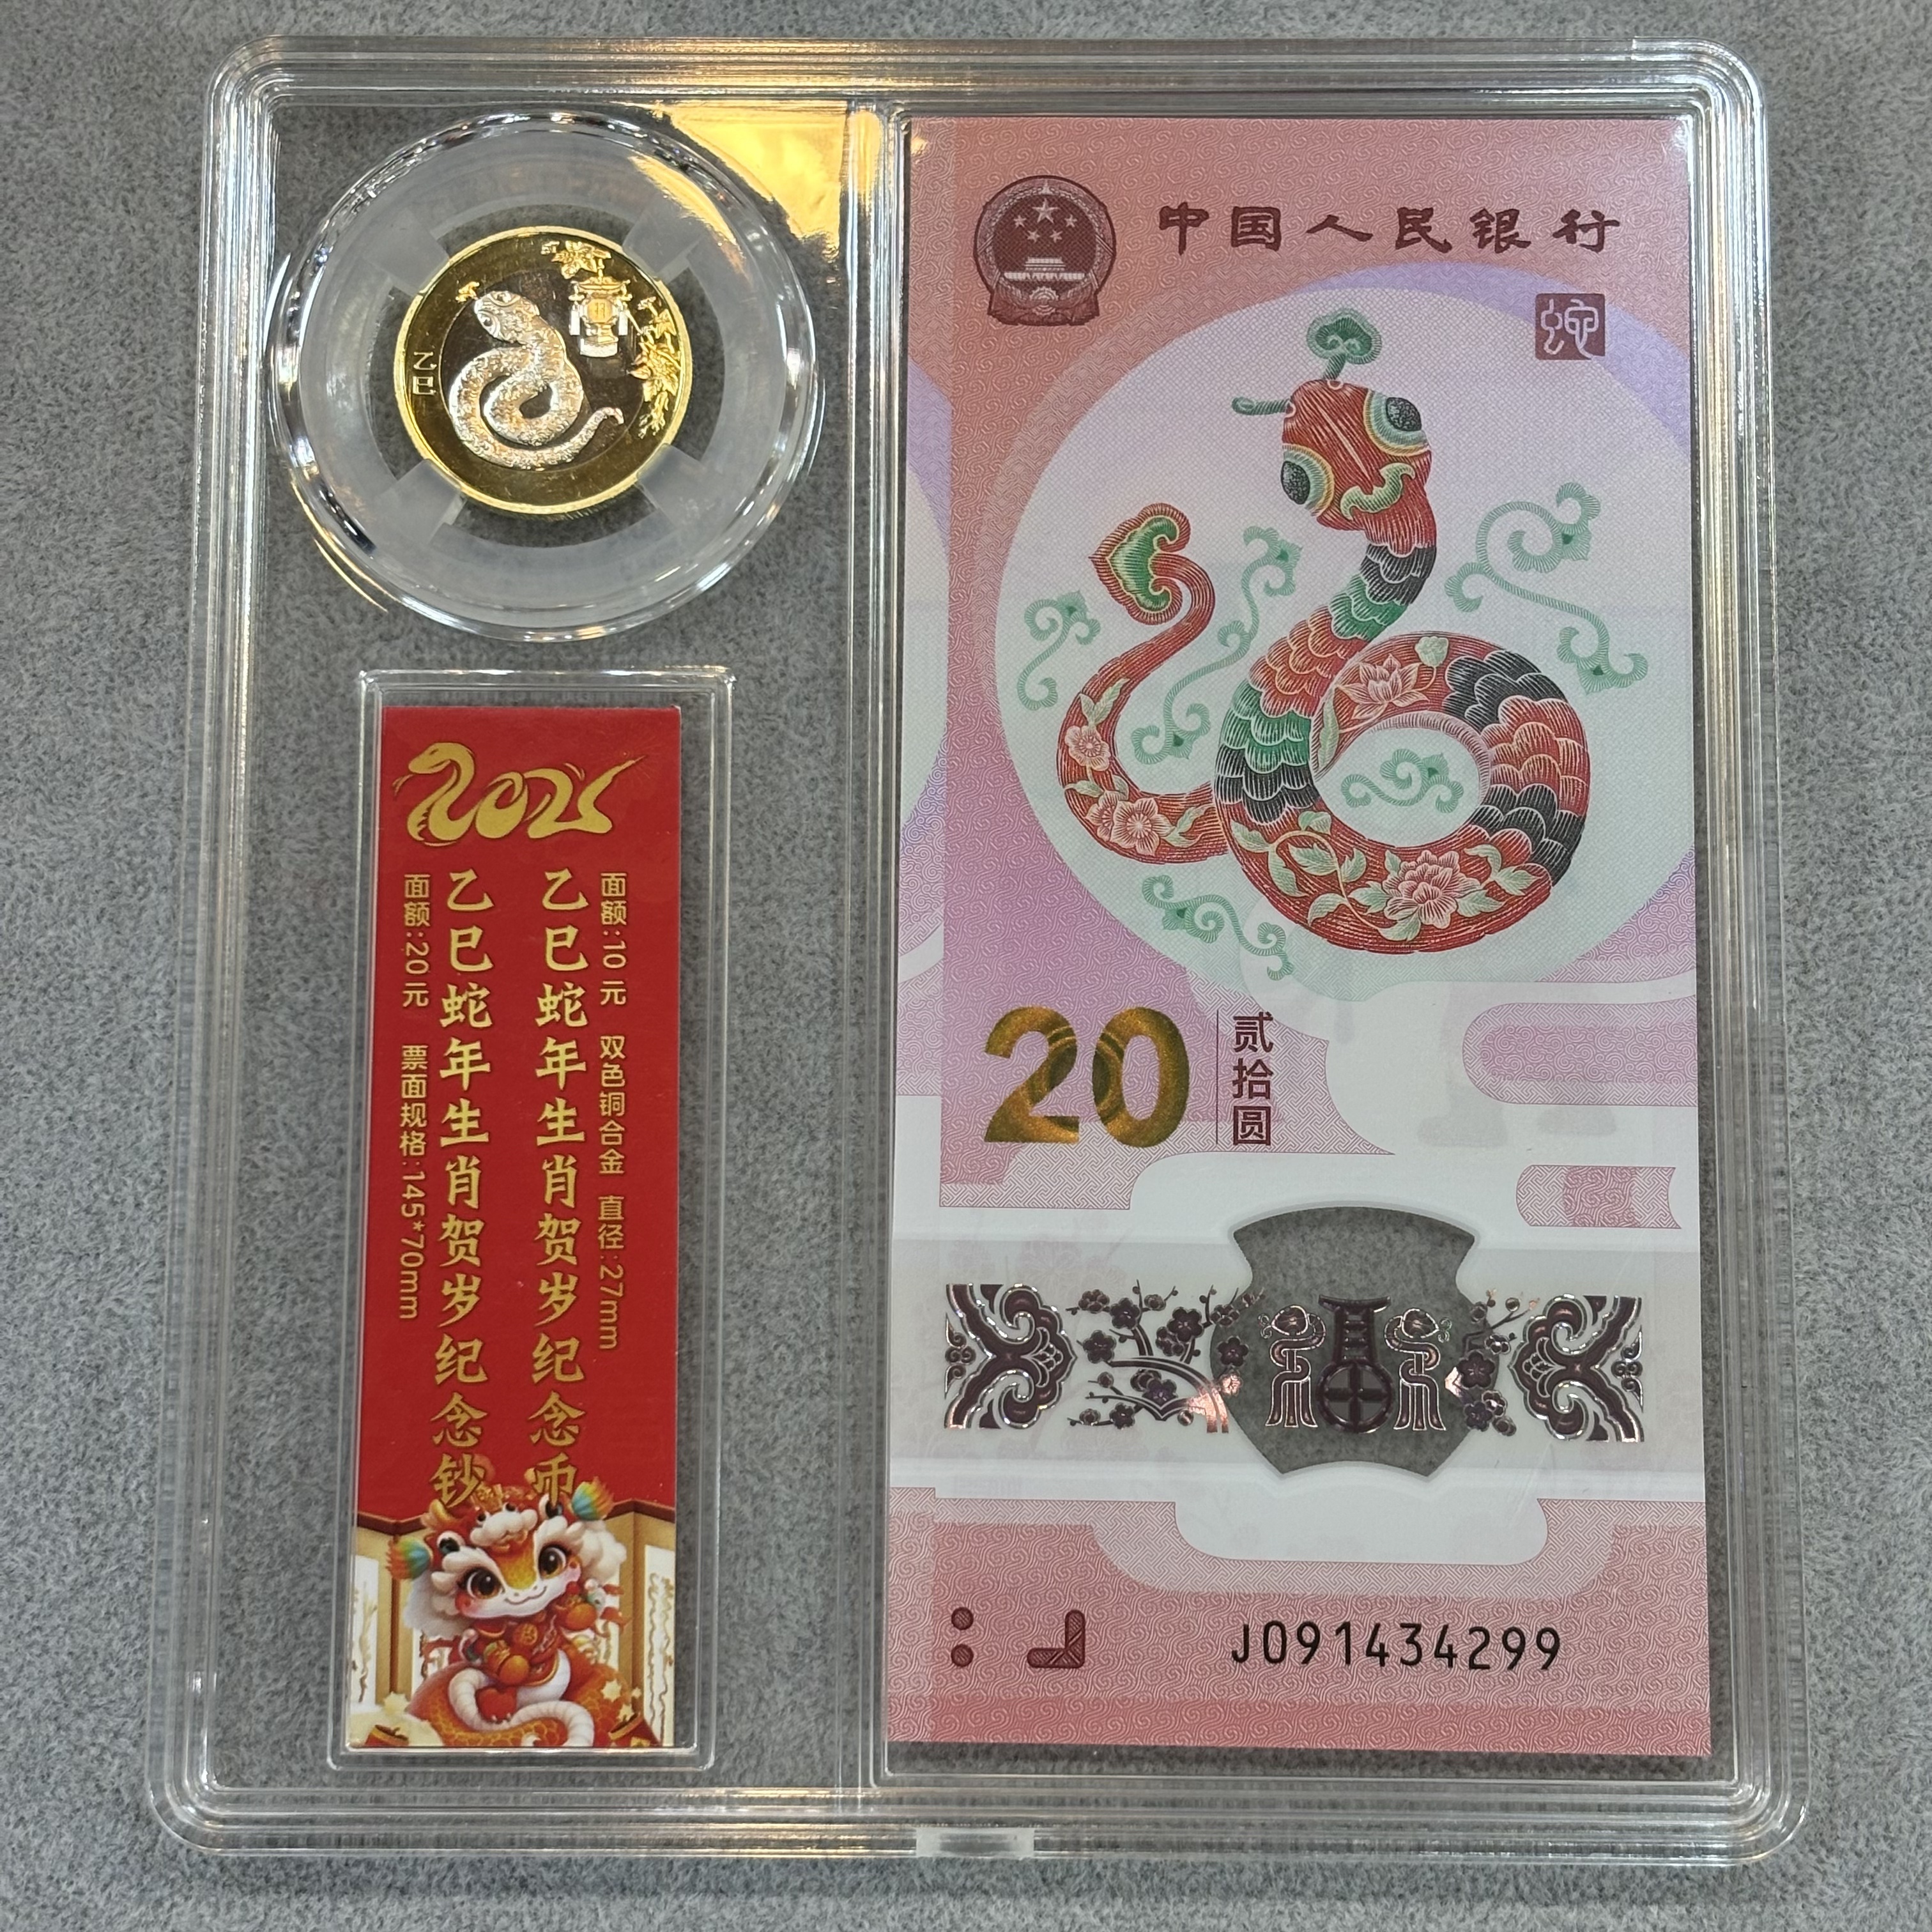 乙巳
2025
面额:10元 双色铜合金 直径:27mm
乙巳蛇年生肖贺岁纪念币
乙巳蛇年生肖贺岁纪念钞
面额:20元 票面规格:145*70mm
中国人民银行
蛇
20
贰拾圆
J091434299